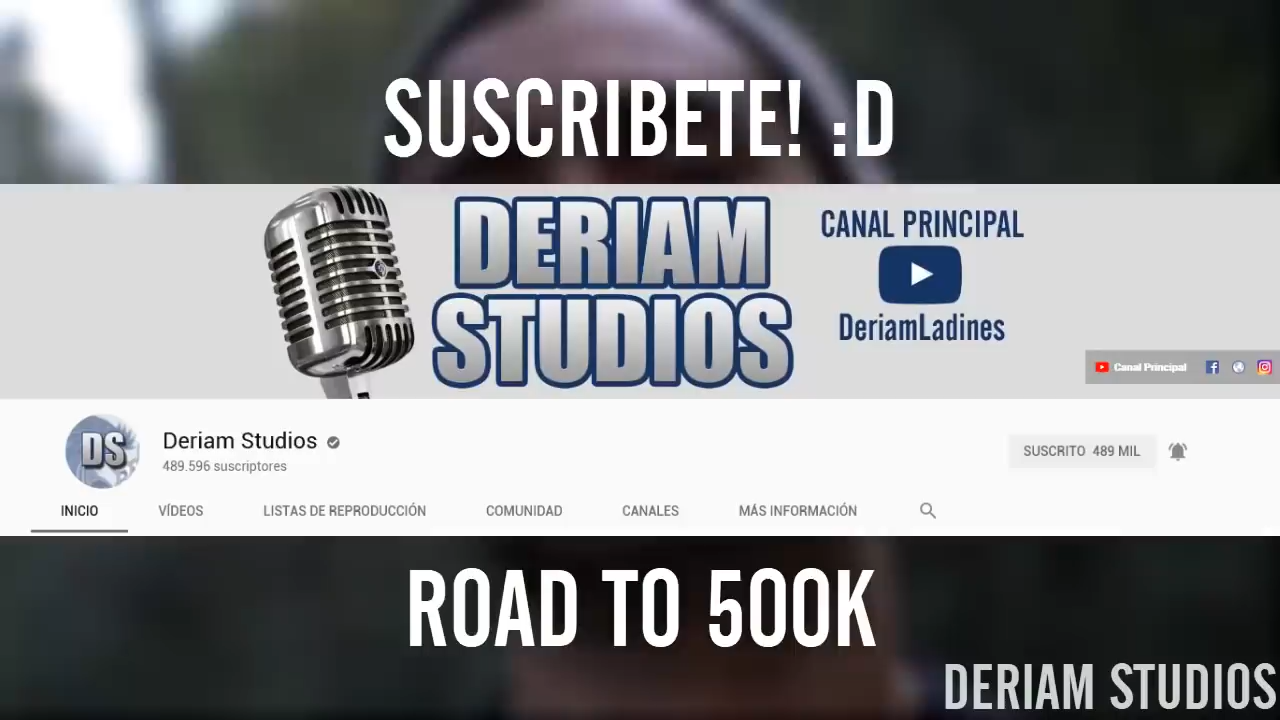 SUSCRIBETE! :D
DERIAM
STUDIOS
CANAL PRINCIPAL
DeriamLadines
Canal Principal
DS
Deriam Studios
489.596 suscriptores
SUSCRITO 489 MIL
INICIO VÍDEOS LISTAS DE REPRODUCCIÓN COMUNIDAD CANALES MÁS INFORMACIÓN
ROAD TO 500K
DERIAM STUDIOS